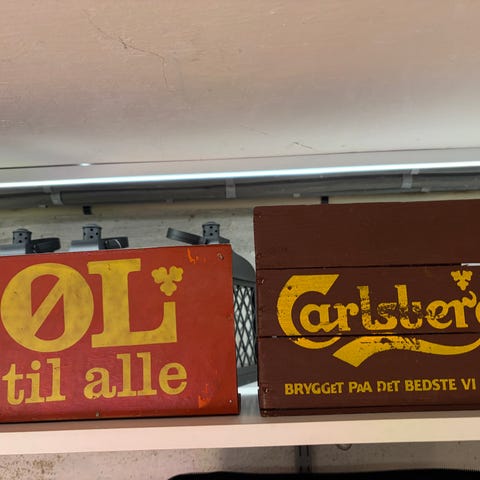 ØL
til alle
Carlsberg
BRYGGET PAA DET BEDSTE VI